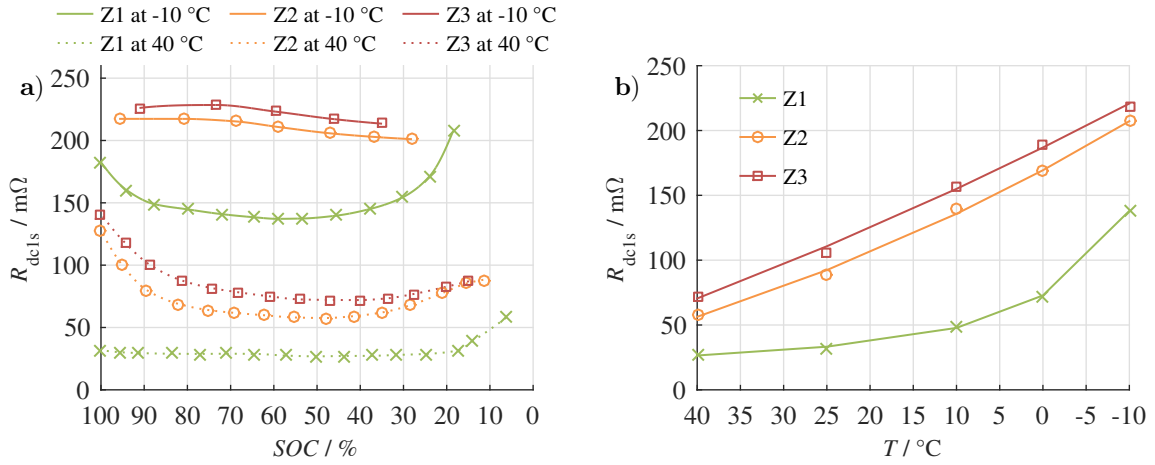 Z1 at -10 °C Z2 at -10 °C Z3 at -10 °C
Z1 at 40 °C Z2 at 40 °C Z3 at 40 °C
a)
250
200
150
100
50
0
R_dc1s / mΩ
100 90 80 70 60 50 40 30 20 10 0
SOC / %
b)
Z1
Z2
Z3
250
200
150
100
50
0
R_dc1s / mΩ
40 35 30 25 20 15 10 5 0 -5 -10
T / °C